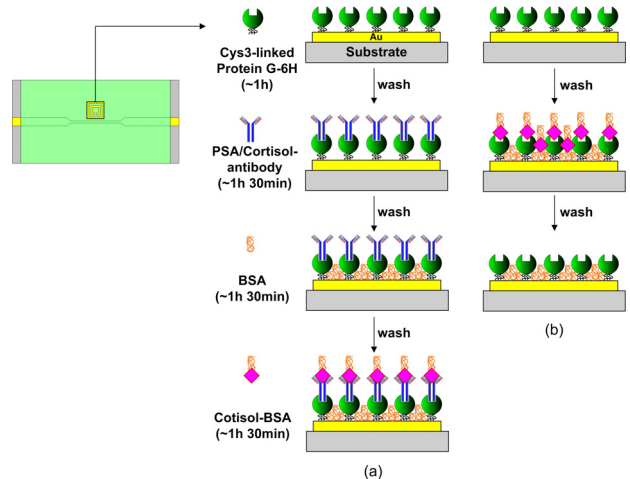 Cys3-linked
Protein G-6H
(~1h)
Au
Substrate
wash
wash
PSA/Cortisol-
antibody
(~1h 30min)
wash
wash
BSA
(~1h 30min)
(b)
wash
Cotisol-BSA
(~1h 30min)
(a)